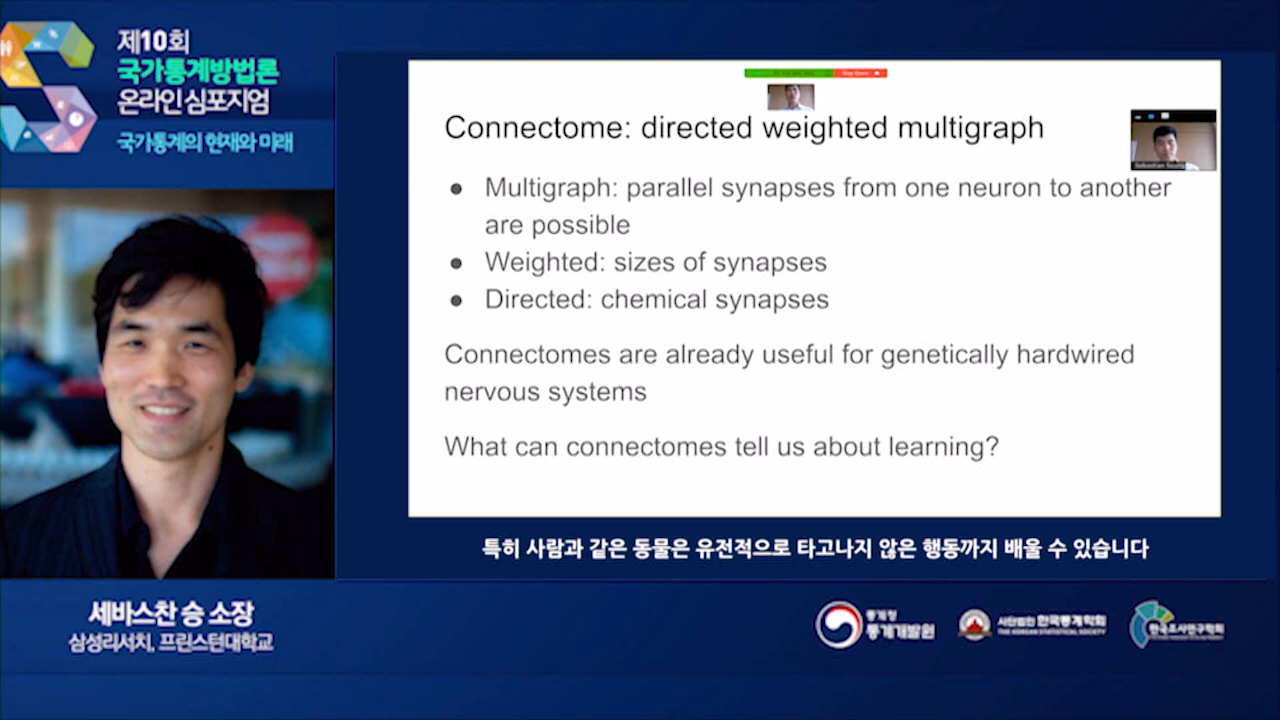 제10회
국가통계방법론
온라인 심포지엄
국가통계의 현재와 미래
Connectome: directed weighted multigraph
● Multigraph: parallel synapses from one neuron to another
are possible
● Weighted: sizes of synapses
● Directed: chemical synapses
Connectomes are already useful for genetically hardwired
nervous systems
What can connectomes tell us about learning?
Sebastian Seung
특히 사람과 같은 동물은 유전적으로 타고나지 않은 행동까지 배울 수 있습니다
세바스찬 승 소장
삼성리서치, 프린스턴대학교
통계청
통계개발원
사단법인 한국통계학회
THE KOREAN STATISTICAL SOCIETY
한국조사연구학회